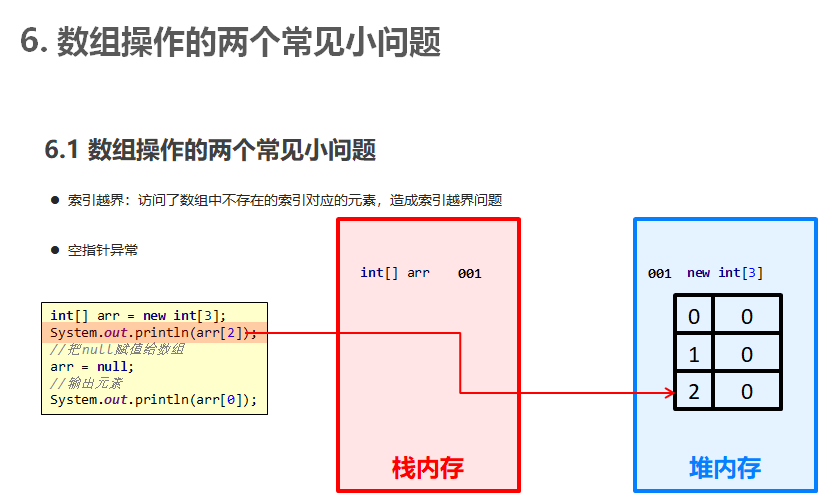 6. 数组操作的两个常见小问题
6.1 数组操作的两个常见小问题
● 索引越界：访问了数组中不存在的索引对应的元素，造成索引越界问题
● 空指针异常
int[] arr = new int[3];
System.out.println(arr[2]);
//把null赋值给数组
arr = null;
//输出元素
System.out.println(arr[0]);
int[] arr 001
栈内存
001 new int[3]
0 0
1 0
2 0
堆内存